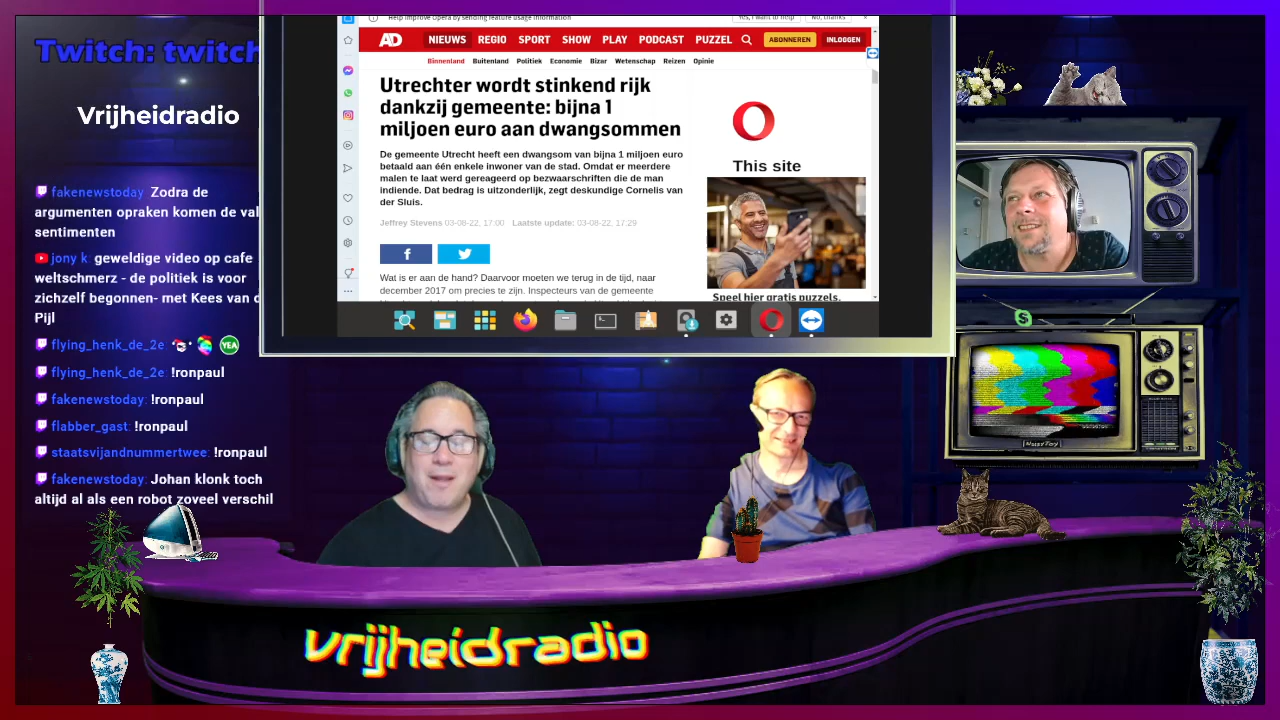 Help improve Opera by sending feature usage information
Yes, I want to help
No, thanks
AD
NIEUWS REGIO SPORT SHOW PLAY PODCAST PUZZEL
ABONNEREN
INLOGGEN
Binnenland Buitenland Politiek Economie Bizar Wetenschap Reizen Opinie
Utrechter wordt stinkend rijk
dankzij gemeente: bijna 1
miljoen euro aan dwangsommen
De gemeente Utrecht heeft een dwangsom van bijna 1 miljoen euro
betaald aan één enkele inwoner van de stad. Omdat er meerdere
malen te laat werd gereageerd op bezwaarschriften die de man
indiende. Dat bedrag is uitzonderlijk, zegt deskundige Cornelis van
der Sluis.
Jeffrey Stevens 03-08-22, 17:00 Laatste update: 03-08-22, 17:29
Wat is er aan de hand? Daarvoor moeten we terug in de tijd, naar
december 2017 om precies te zijn. Inspecteurs van de gemeente
This site
Speel hier gratis puzzels.
vrijheidradio
fakenewstoday: Zodra de
argumenten opraken komen de val
sentimenten
jony k: geweldige video op cafe
weltschmerz - de politiek is voor
zielige figuren- met kees van d
Pijl
flying_henk_de_2e: YEA
flying_henk_de_2e: !ronpaul
fakenewstoday: !ronpaul
flabber_gast: !ronpaul
staatsvijandnummertwee: !ronpaul
fakenewstoday: Johan klonk toch
altijd al als een robot zoveel verschil
vrijheidradio